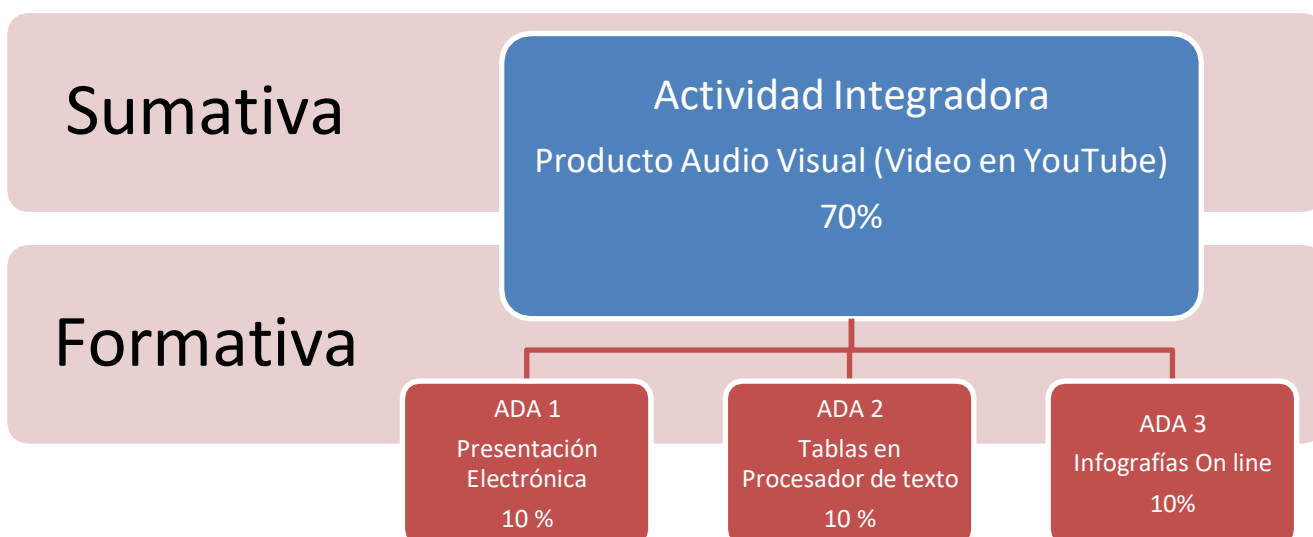 Sumativa
Actividad Integradora
Producto Audio Visual (Video en YouTube)
70%
Formativa
ADA 1
Presentación
Electrónica
10 %
ADA 2
Tablas en
Procesador de texto
10 %
ADA 3
Infografías On line
10%